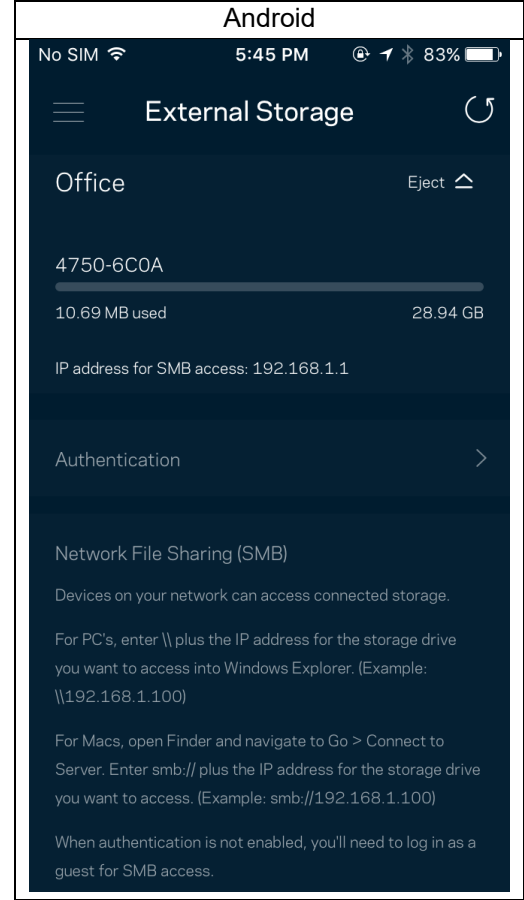 Android
No SIM 5:45 PM 83%
External Storage
Office Eject
4750-6C0A
10.69 MB used 28.94 GB
IP address for SMB access: 192.168.1.1
Authentication
Network File Sharing (SMB)
Devices on your network can access connected storage.
For PC's, enter \\ plus the IP address for the storage drive
you want to access into Windows Explorer. (Example:
\\192.168.1.100)
For Macs, open Finder and navigate to Go > Connect to
Server. Enter smb:// plus the IP address for the storage drive
you want to access. (Example: smb://192.168.1.100)
When authentication is not enabled, you'll need to log in as a
guest for SMB access.